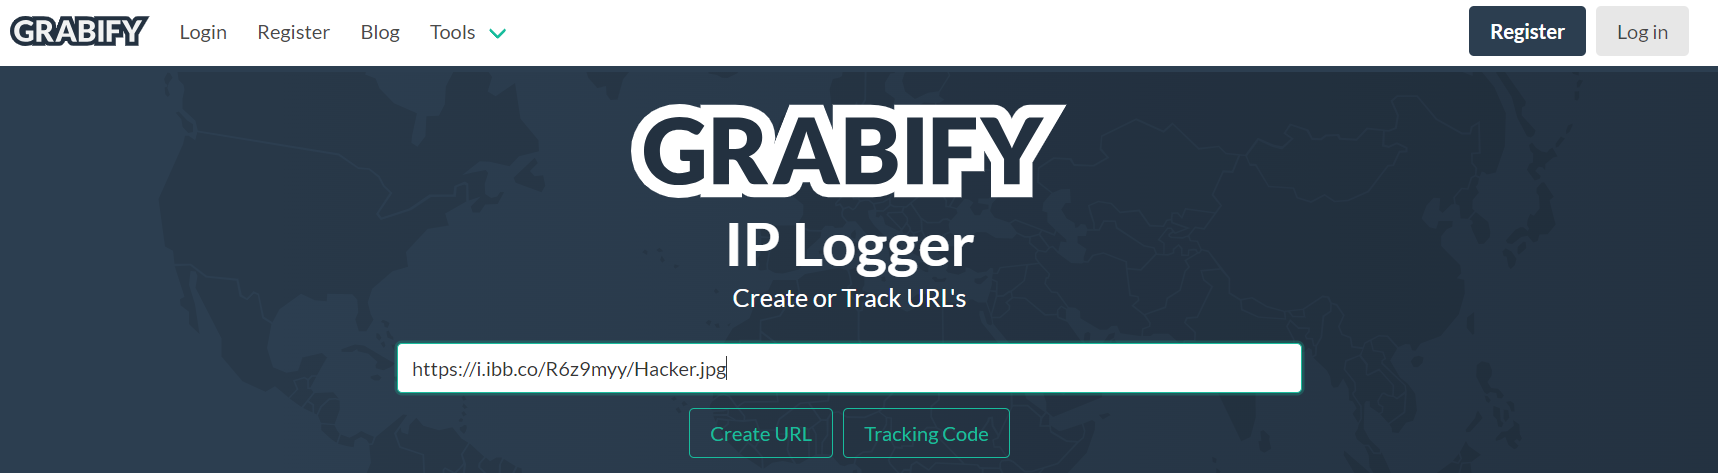 GRABIFY Login Register Blog Tools Register Log in
GRABIFY
IP Logger
Create or Track URL's
https://i.ibb.co/R6z9myy/Hacker.jpg
Create URL Tracking Code